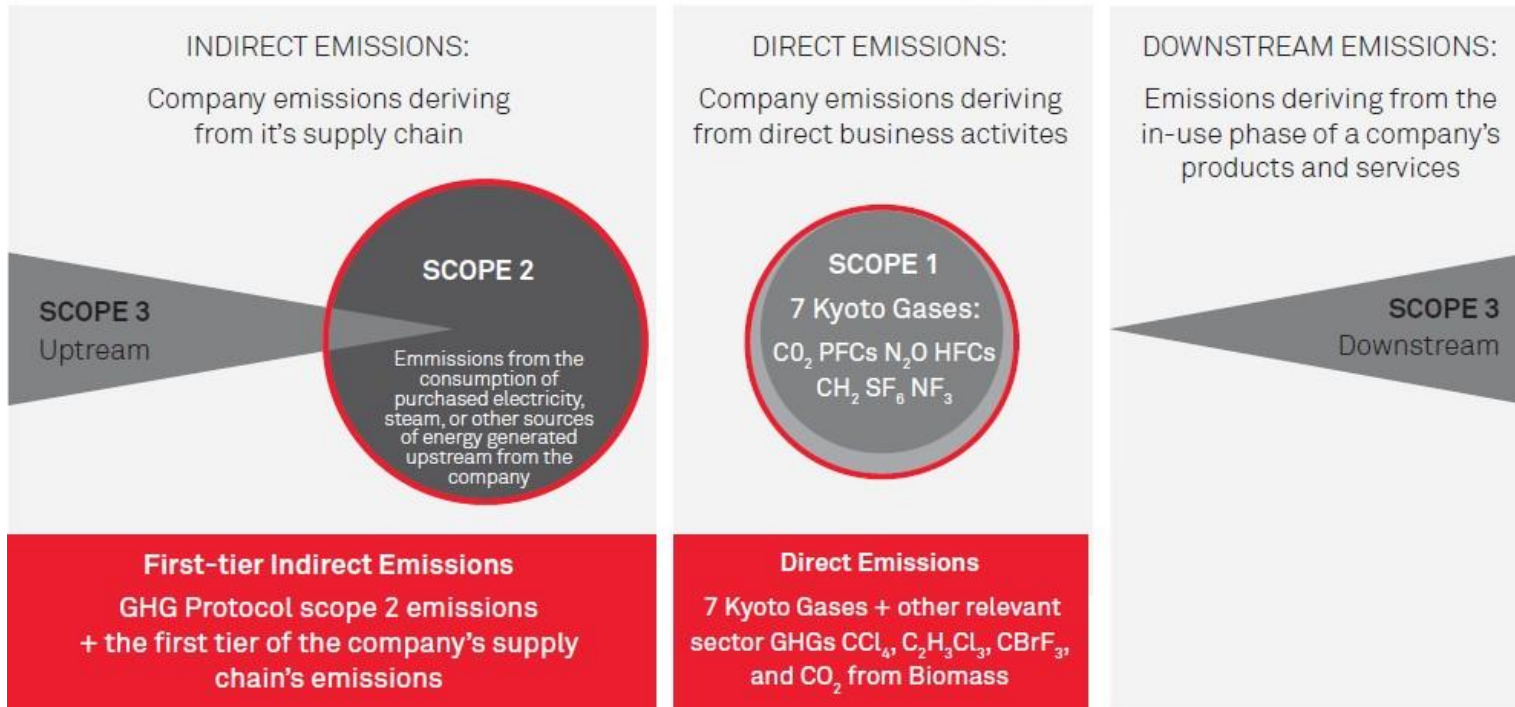 INDIRECT EMISSIONS:
Company emissions deriving
from it's supply chain
SCOPE 3
Uptream
SCOPE 2
Emmissions from the
consumption of
purchased electricity,
steam, or other sources
of energy generated
upstream from the
company
First-tier Indirect Emissions
GHG Protocol scope 2 emissions
+ the first tier of the company's supply
chain's emissions
DIRECT EMISSIONS:
Company emissions deriving
from direct business activites
SCOPE 1
7 Kyoto Gases:
CO₂ PFCs N₂O HFCs
CH₂ SF₆ NF₃
Direct Emissions
7 Kyoto Gases + other relevant
sector GHGs CCl₄, C₂H₃Cl₃, CBrF₃,
and CO₂ from Biomass
DOWNSTREAM EMISSIONS:
Emissions deriving from the
in-use phase of a company's
products and services
SCOPE 3
Downstream